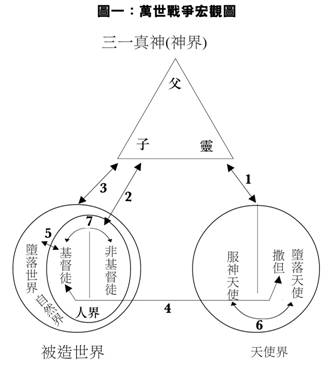 圖一：萬世戰爭宏觀圖
三一真神(神界)
父
子
靈
3
2
1
7
5
墮落世界
基督徒
非基督徒
自然界
人界
4
服神天使
撒但
墮落天使
6
被造世界
天使界